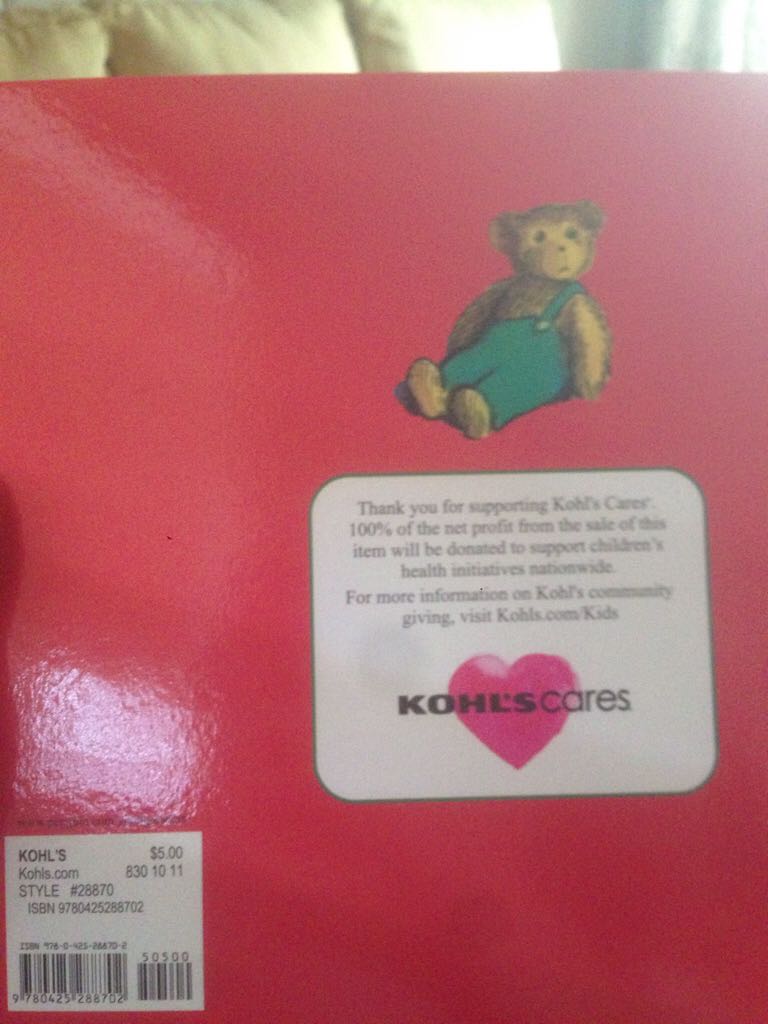 Thank you for supporting Kohl's Cares®.
100% of the net profit from the sale of this
item will be donated to support children's
health initiatives nationwide.
For more information on Kohl's community
giving, visit Kohls.com/Kids
KOHL'S cares
KOHL'S $5.00
Kohls.com 830 10 11
STYLE #28870
ISBN 9780425288702
ISBN 978-0-425-28870-2
50500
9 780425 288702